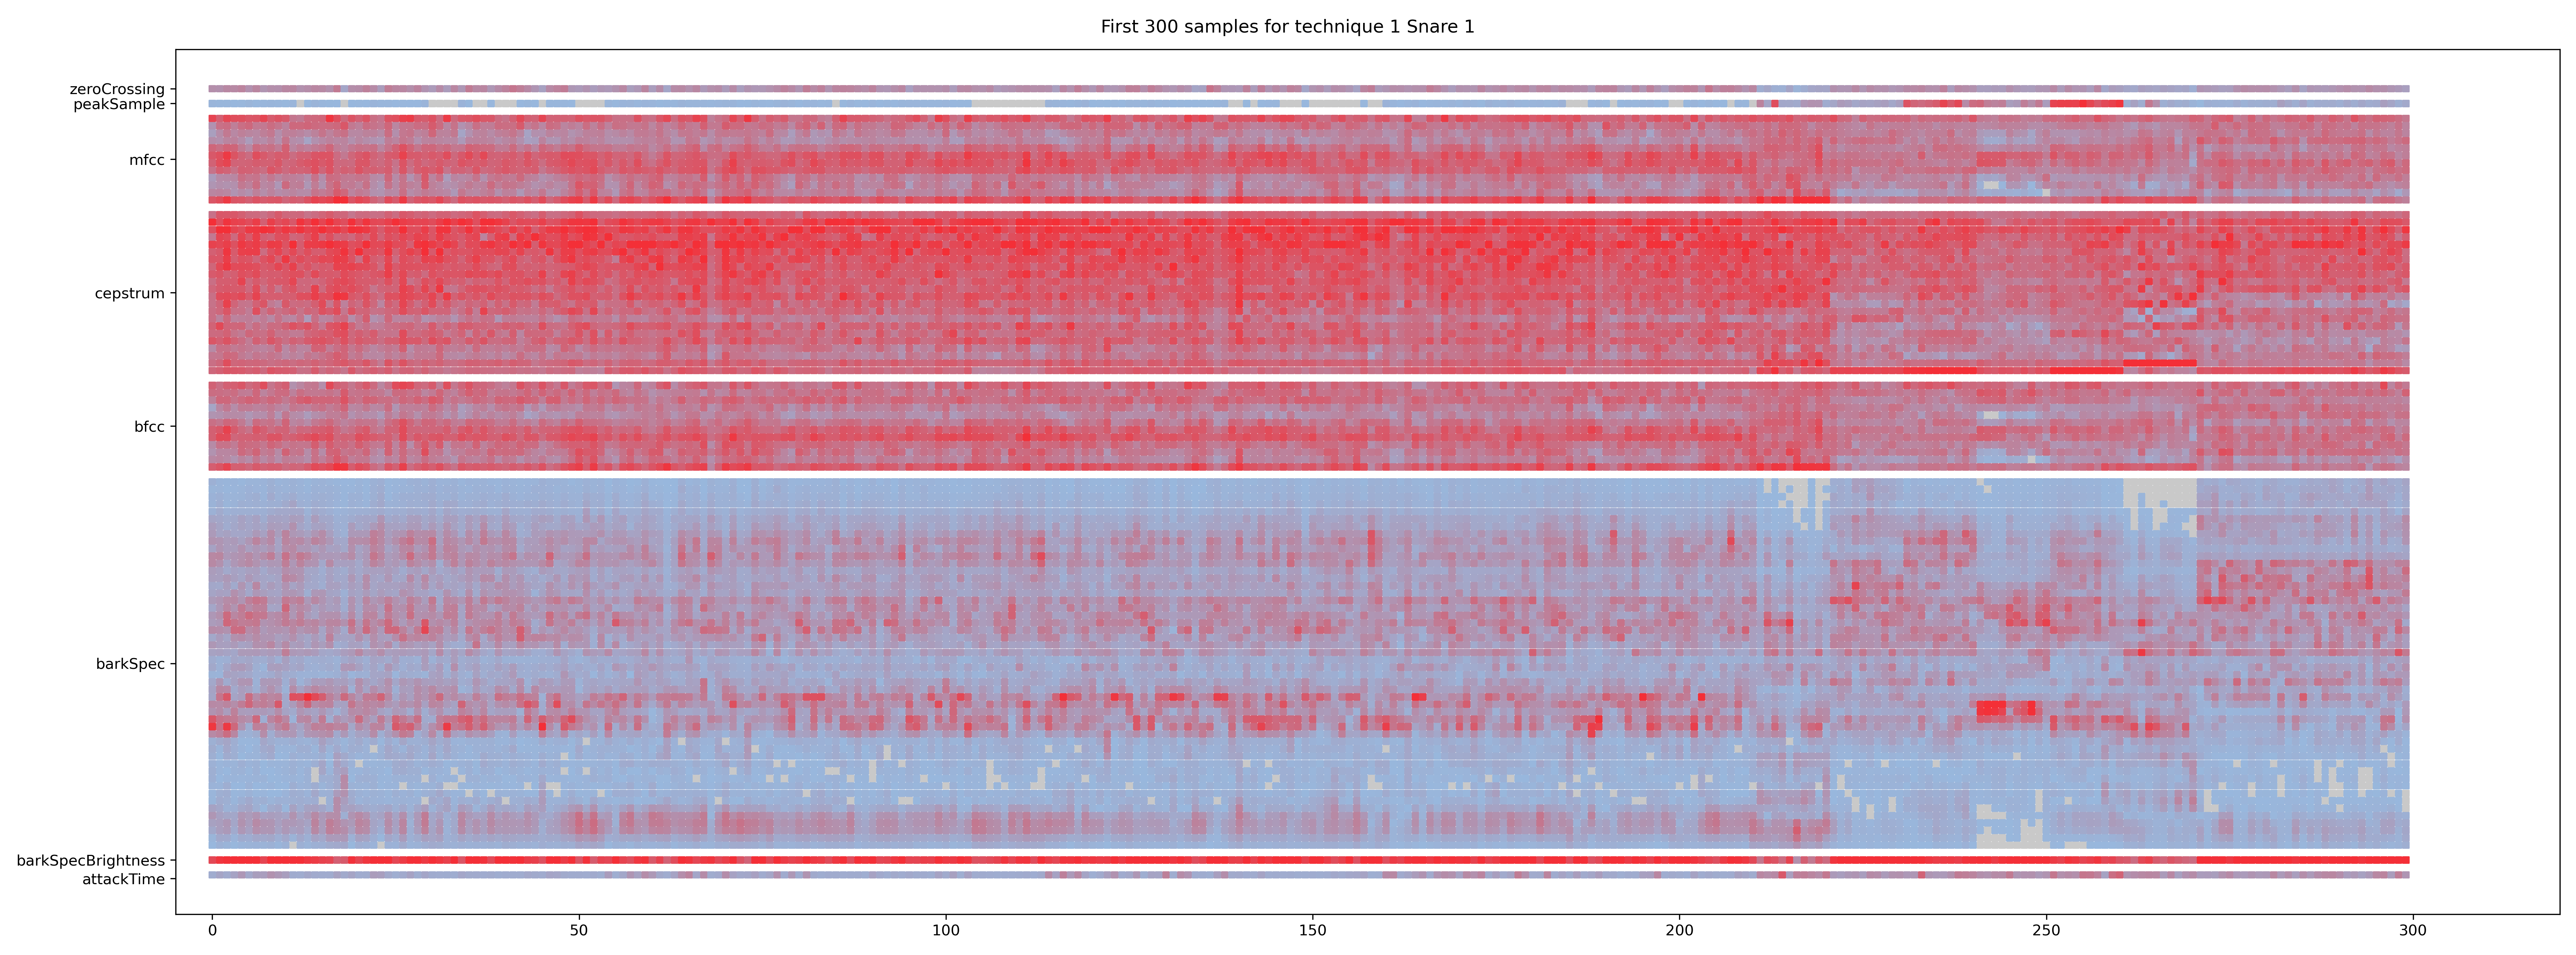 First 300 samples for technique 1 Snare 1
zeroCrossing
peakSample
mfcc
cepstrum
bfcc
barkSpec
barkSpecBrightness
attackTime
0 50 100 150 200 250 300